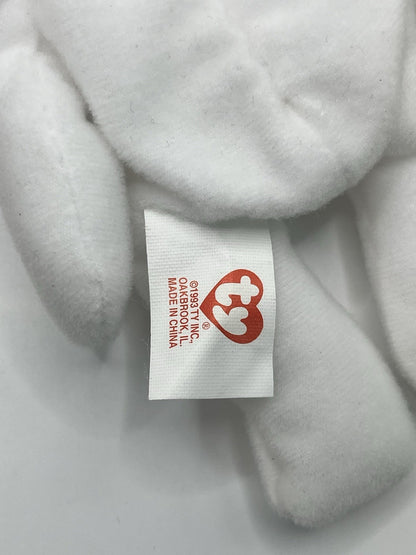 ty
®
©1993 TY INC.
OAKBROOK, IL.
MADE IN CHINA